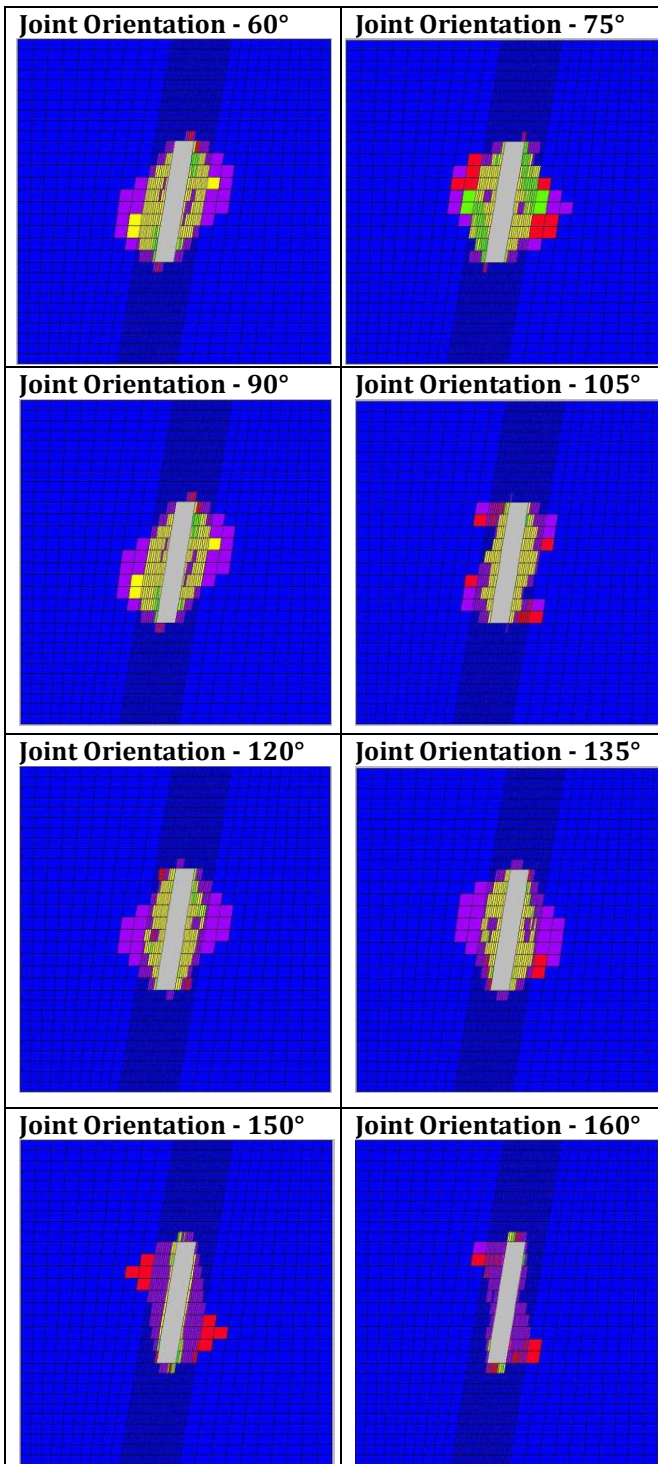 Joint Orientation - 60°
Joint Orientation - 75°
Joint Orientation - 90°
Joint Orientation - 105°
Joint Orientation - 120°
Joint Orientation - 135°
Joint Orientation - 150°
Joint Orientation - 160°